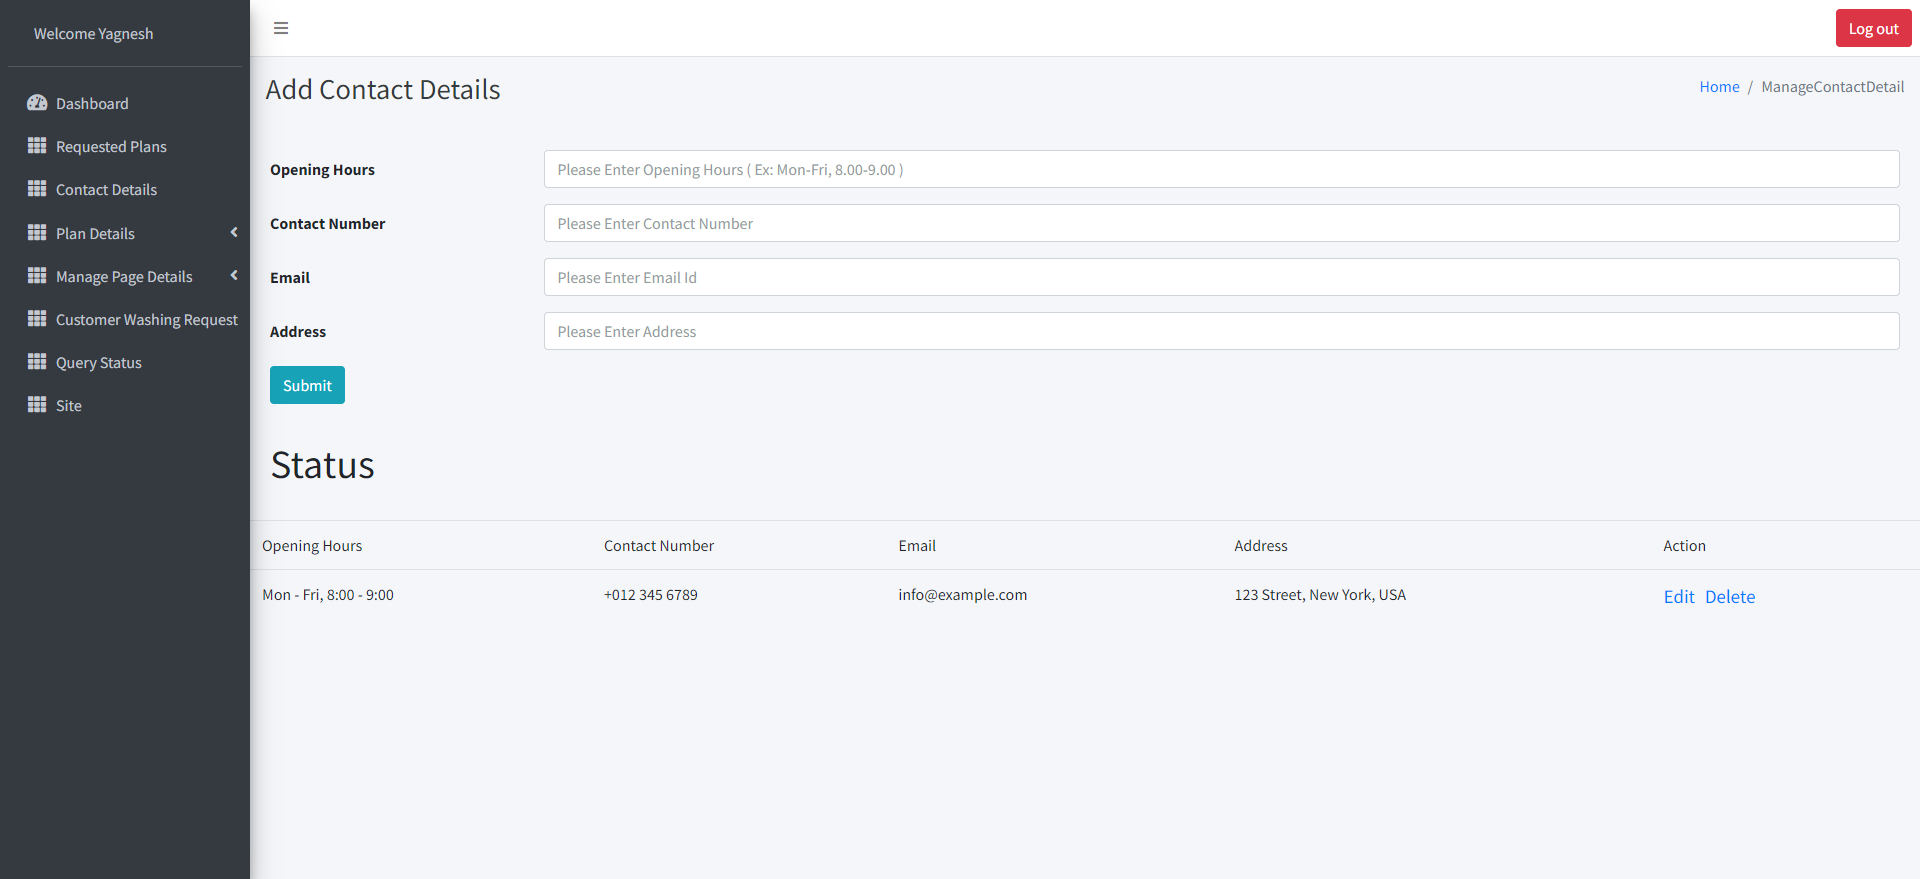 Welcome Yagnesh
Dashboard
Requested Plans
Contact Details
Plan Details
Manage Page Details
Customer Washing Request
Query Status
Site
Log out
Add Contact Details
Home / ManageContactDetail
Opening Hours Please Enter Opening Hours ( Ex: Mon-Fri, 8.00-9.00 )
Contact Number Please Enter Contact Number
Email Please Enter Email Id
Address Please Enter Address
Submit
Status
Opening Hours Contact Number Email Address Action
Mon - Fri, 8:00 - 9:00 +012 345 6789 info@example.com 123 Street, New York, USA Edit Delete